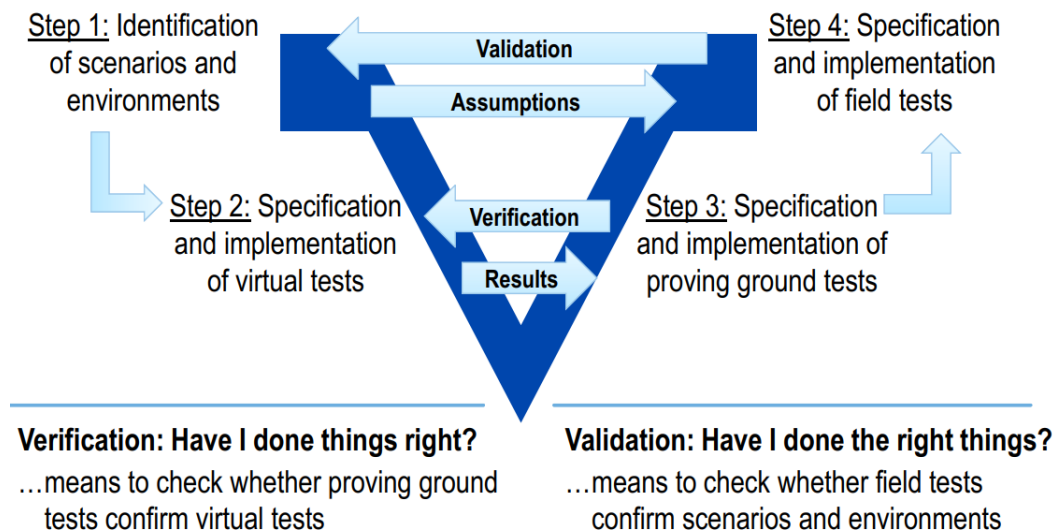 Step 1: Identification
of scenarios and
environments
Validation
Assumptions
Step 4: Specification
and implementation
of field tests
Step 2: Specification
and implementation
of virtual tests
Verification
Results
Step 3: Specification
and implementation of
proving ground tests
Verification: Have I done things right?
…means to check whether proving ground
tests confirm virtual tests
Validation: Have I done the right things?
…means to check whether field tests
confirm scenarios and environments